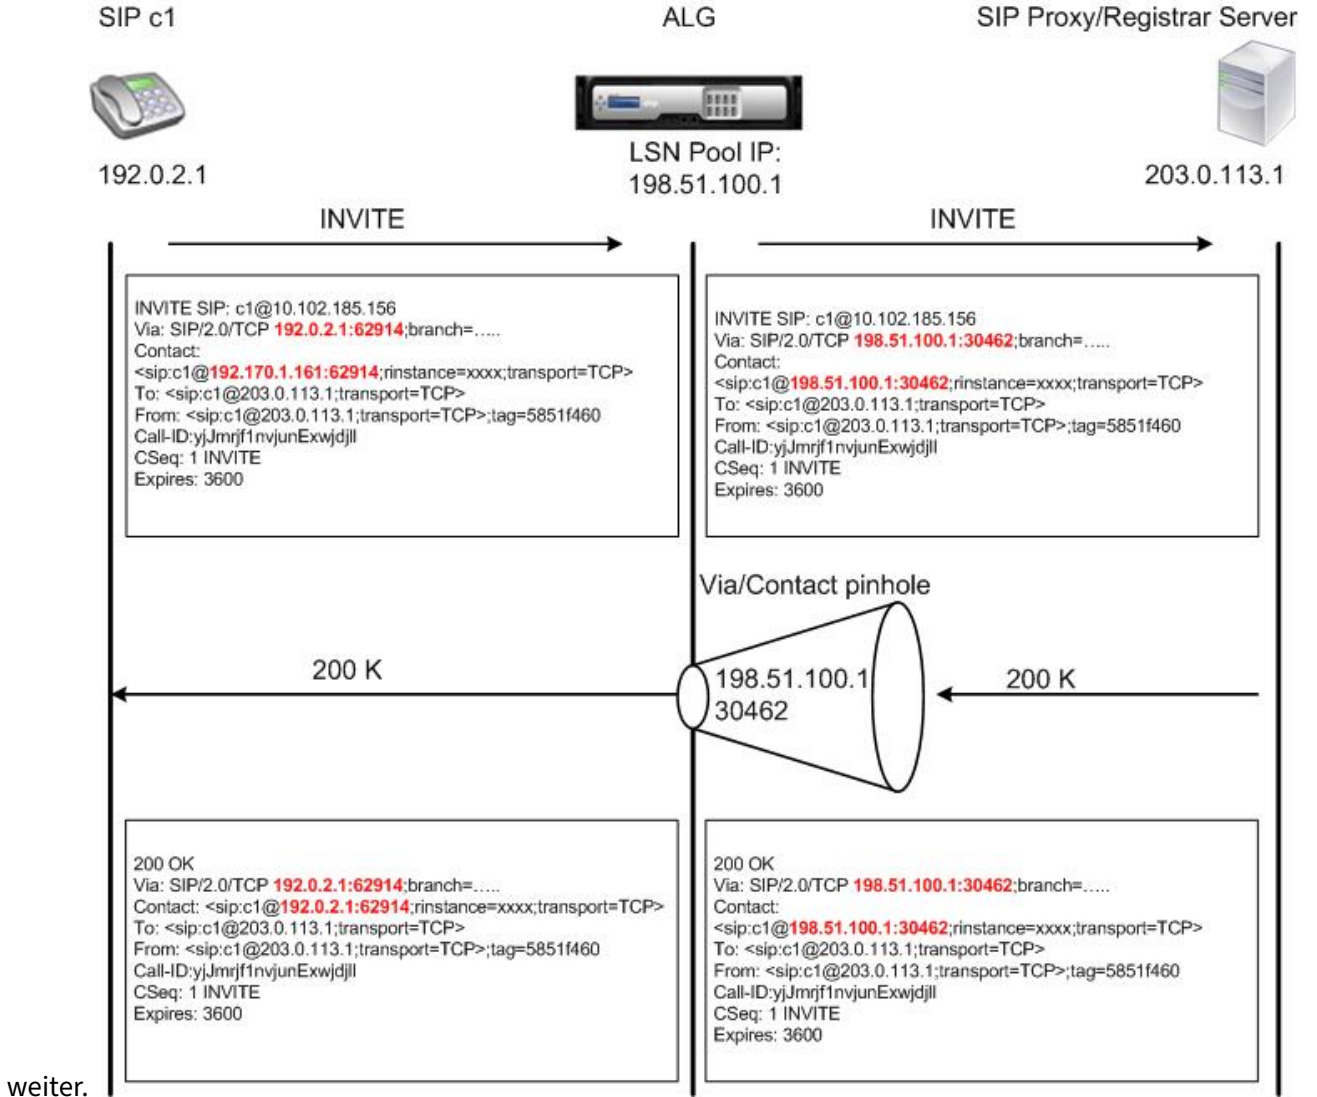 SIP c1
ALG
SIP Proxy/Registrar Server
192.0.2.1
LSN Pool IP:
198.51.100.1
203.0.113.1
INVITE
INVITE
INVITE SIP: c1@10.102.185.156
Via: SIP/2.0/TCP 192.0.2.1:62914;branch=.....
Contact:
<sip:c1@192.170.1.161:62914;rinstance=xxxx;transport=TCP>
To: <sip:c1@203.0.113.1;transport=TCP>
From: <sip:c1@203.0.113.1;transport=TCP>;tag=5851f460
Call-ID:yjJmrjf1nvjunExwjdjll
CSeq: 1 INVITE
Expires: 3600
INVITE SIP: c1@10.102.185.156
Via: SIP/2.0/TCP 198.51.100.1:30462;branch=.....
Contact:
<sip:c1@198.51.100.1:30462;rinstance=xxxx;transport=TCP>
To: <sip:c1@203.0.113.1;transport=TCP>
From: <sip:c1@203.0.113.1;transport=TCP>;tag=5851f460
Call-ID:yjJmrjf1nvjunExwjdjll
CSeq: 1 INVITE
Expires: 3600
Via/Contact pinhole
200 K
198.51.100.1
30462
200 K
200 OK
Via: SIP/2.0/TCP 192.0.2.1:62914;branch=.....
Contact: <sip:c1@192.0.2.1:62914;rinstance=xxxx;transport=TCP>
To: <sip:c1@203.0.113.1;transport=TCP>
From: <sip:c1@203.0.113.1;transport=TCP>;tag=5851f460
Call-ID:yjJmrjf1nvjunExwjdjll
CSeq: 1 INVITE
Expires: 3600
200 OK
Via: SIP/2.0/TCP 198.51.100.1:30462;branch=.....
Contact:
<sip:c1@198.51.100.1:30462;rinstance=xxxx;transport=TCP>
To: <sip:c1@203.0.113.1;transport=TCP>
From: <sip:c1@203.0.113.1;transport=TCP>;tag=5851f460
Call-ID:yjJmrjf1nvjunExwjdjll
CSeq: 1 INVITE
Expires: 3600
weiter.